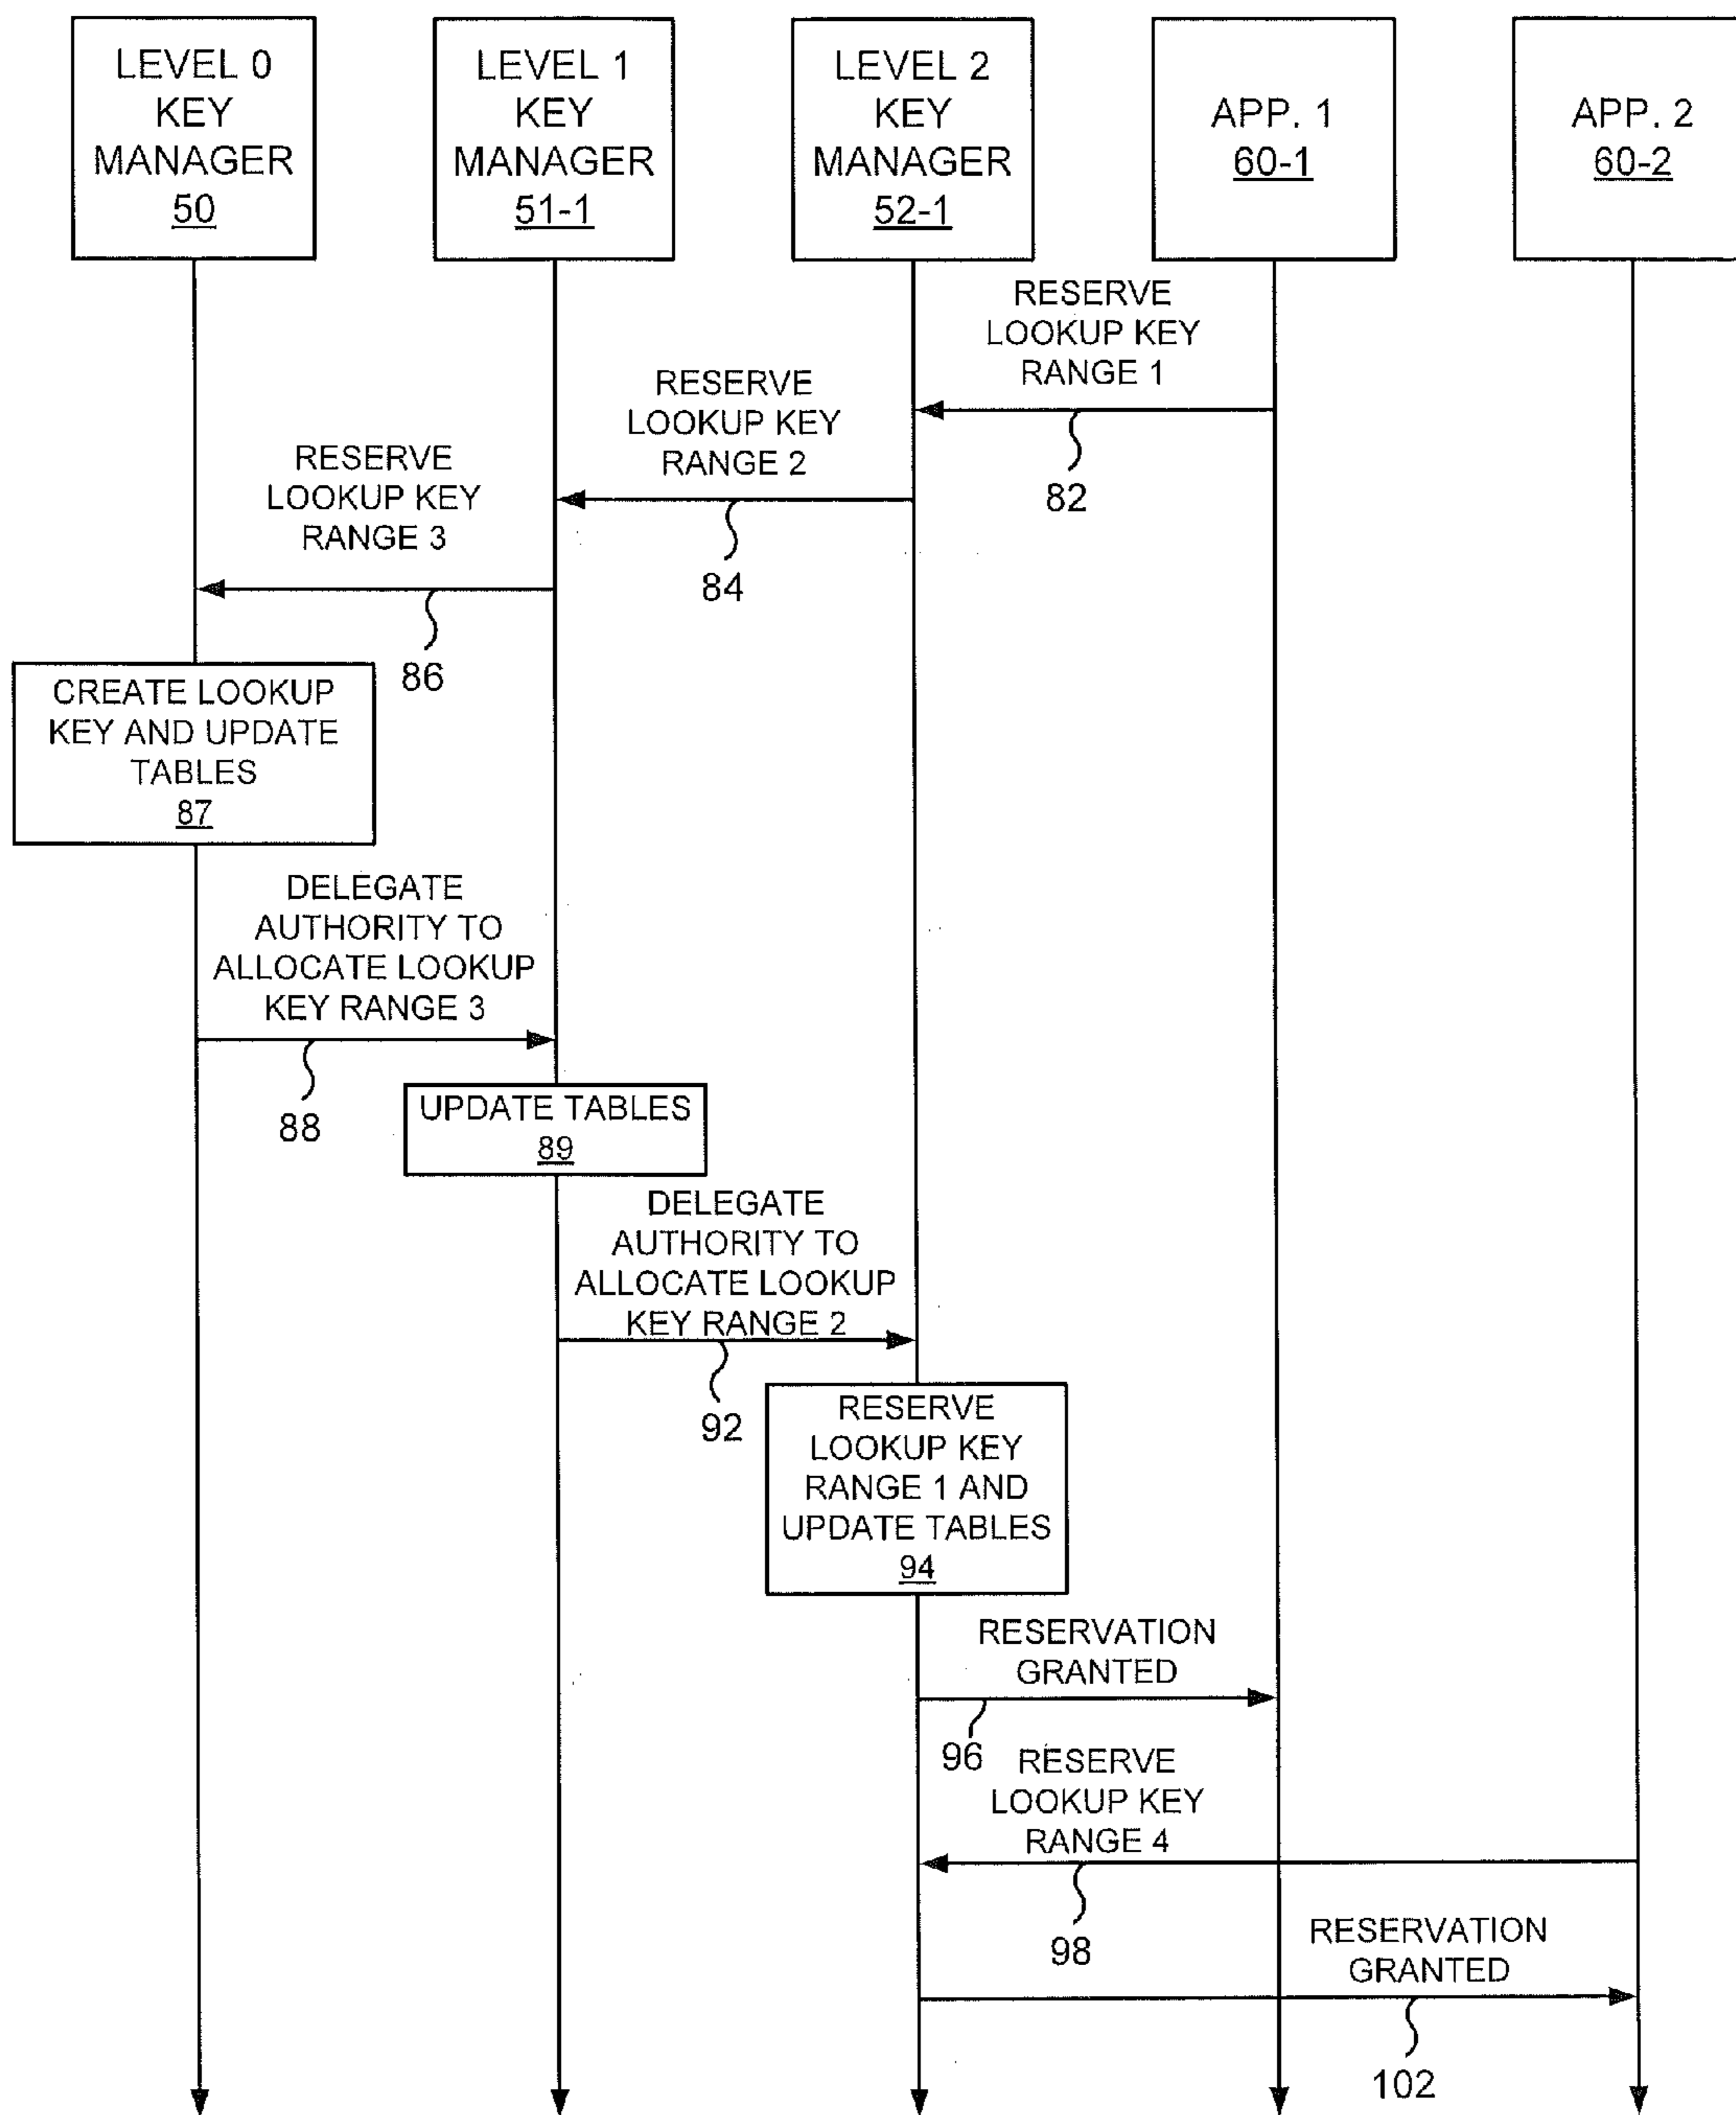 LEVEL 0
KEY
MANAGER
50
LEVEL 1
KEY
MANAGER
51-1
LEVEL 2
KEY
MANAGER
52-1
APP. 1
60-1
APP. 2
60-2
RESERVE
LOOKUP KEY
RANGE 1
82
RESERVE
LOOKUP KEY
RANGE 2
84
RESERVE
LOOKUP KEY
RANGE 3
86
CREATE LOOKUP
KEY AND UPDATE
TABLES
87
DELEGATE
AUTHORITY TO
ALLOCATE LOOKUP
KEY RANGE 3
88
UPDATE TABLES
89
DELEGATE
AUTHORITY TO
ALLOCATE LOOKUP
KEY RANGE 2
92
RESERVE
LOOKUP KEY
RANGE 1 AND
UPDATE TABLES
94
RESERVATION
GRANTED
96
RESERVE
LOOKUP KEY
RANGE 4
98
RESERVATION
GRANTED
102